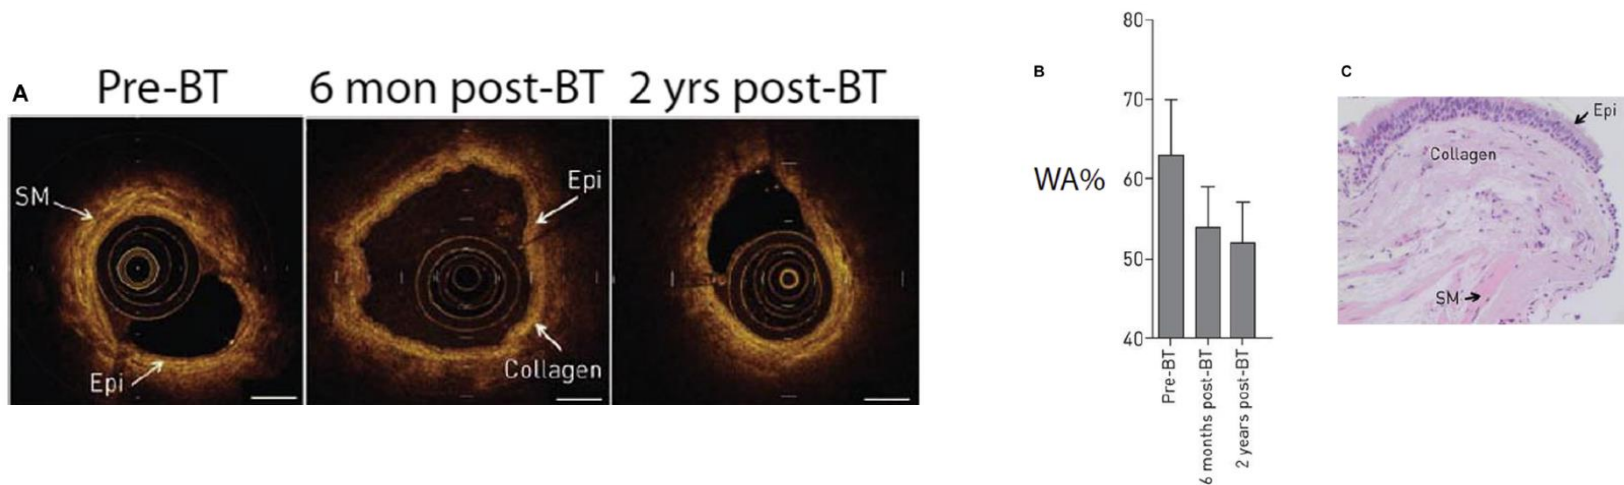 A
Pre-BT
6 mon post-BT
2 yrs post-BT
SM
Epi
Epi
Collagen
B
80
70
60
50
40
WA%
Pre-BT
6 months post-BT
2 years post-BT
C
Epi
Collagen
SM